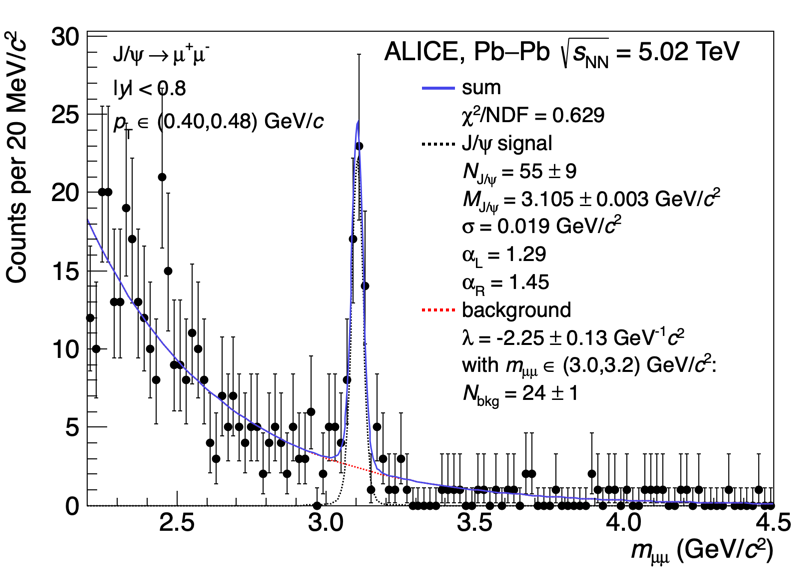 30
25
20
15
10
5
0
Counts per 20 MeV/c²
J/ψ → μ⁺μ⁻
|y| < 0.8
p_T ∈ (0.40,0.48) GeV/c
ALICE, Pb–Pb √s_NN = 5.02 TeV
sum
χ²/NDF = 0.629
J/ψ signal
N_J/ψ = 55 ± 9
M_J/ψ = 3.105 ± 0.003 GeV/c²
σ = 0.019 GeV/c²
α_L = 1.29
α_R = 1.45
background
λ = -2.25 ± 0.13 GeV⁻¹c²
with m_μμ ∈ (3.0,3.2) GeV/c²:
N_bkg = 24 ± 1
2.5 3.0 3.5 4.0 4.5
m_μμ (GeV/c²)